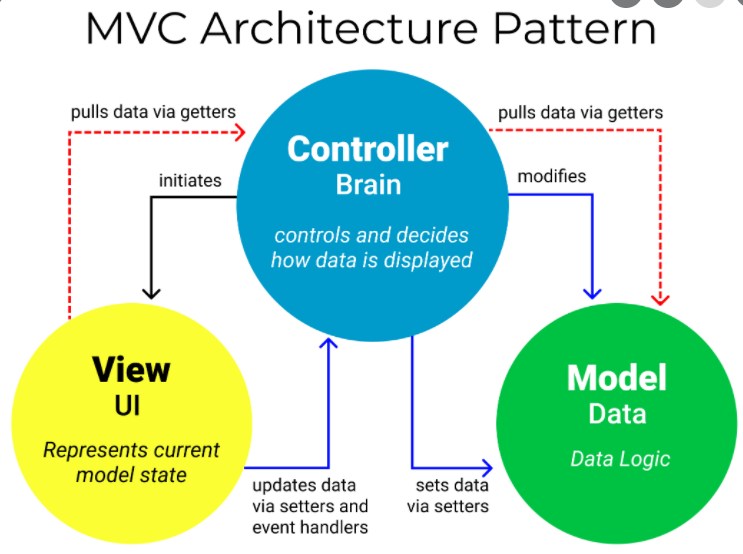 MVC Architecture Pattern
pulls data via getters
pulls data via getters
Controller
Brain
controls and decides
how data is displayed
initiates
modifies
View
UI
Represents current
model state
Model
Data
Data Logic
updates data
via setters and
event handlers
sets data
via setters